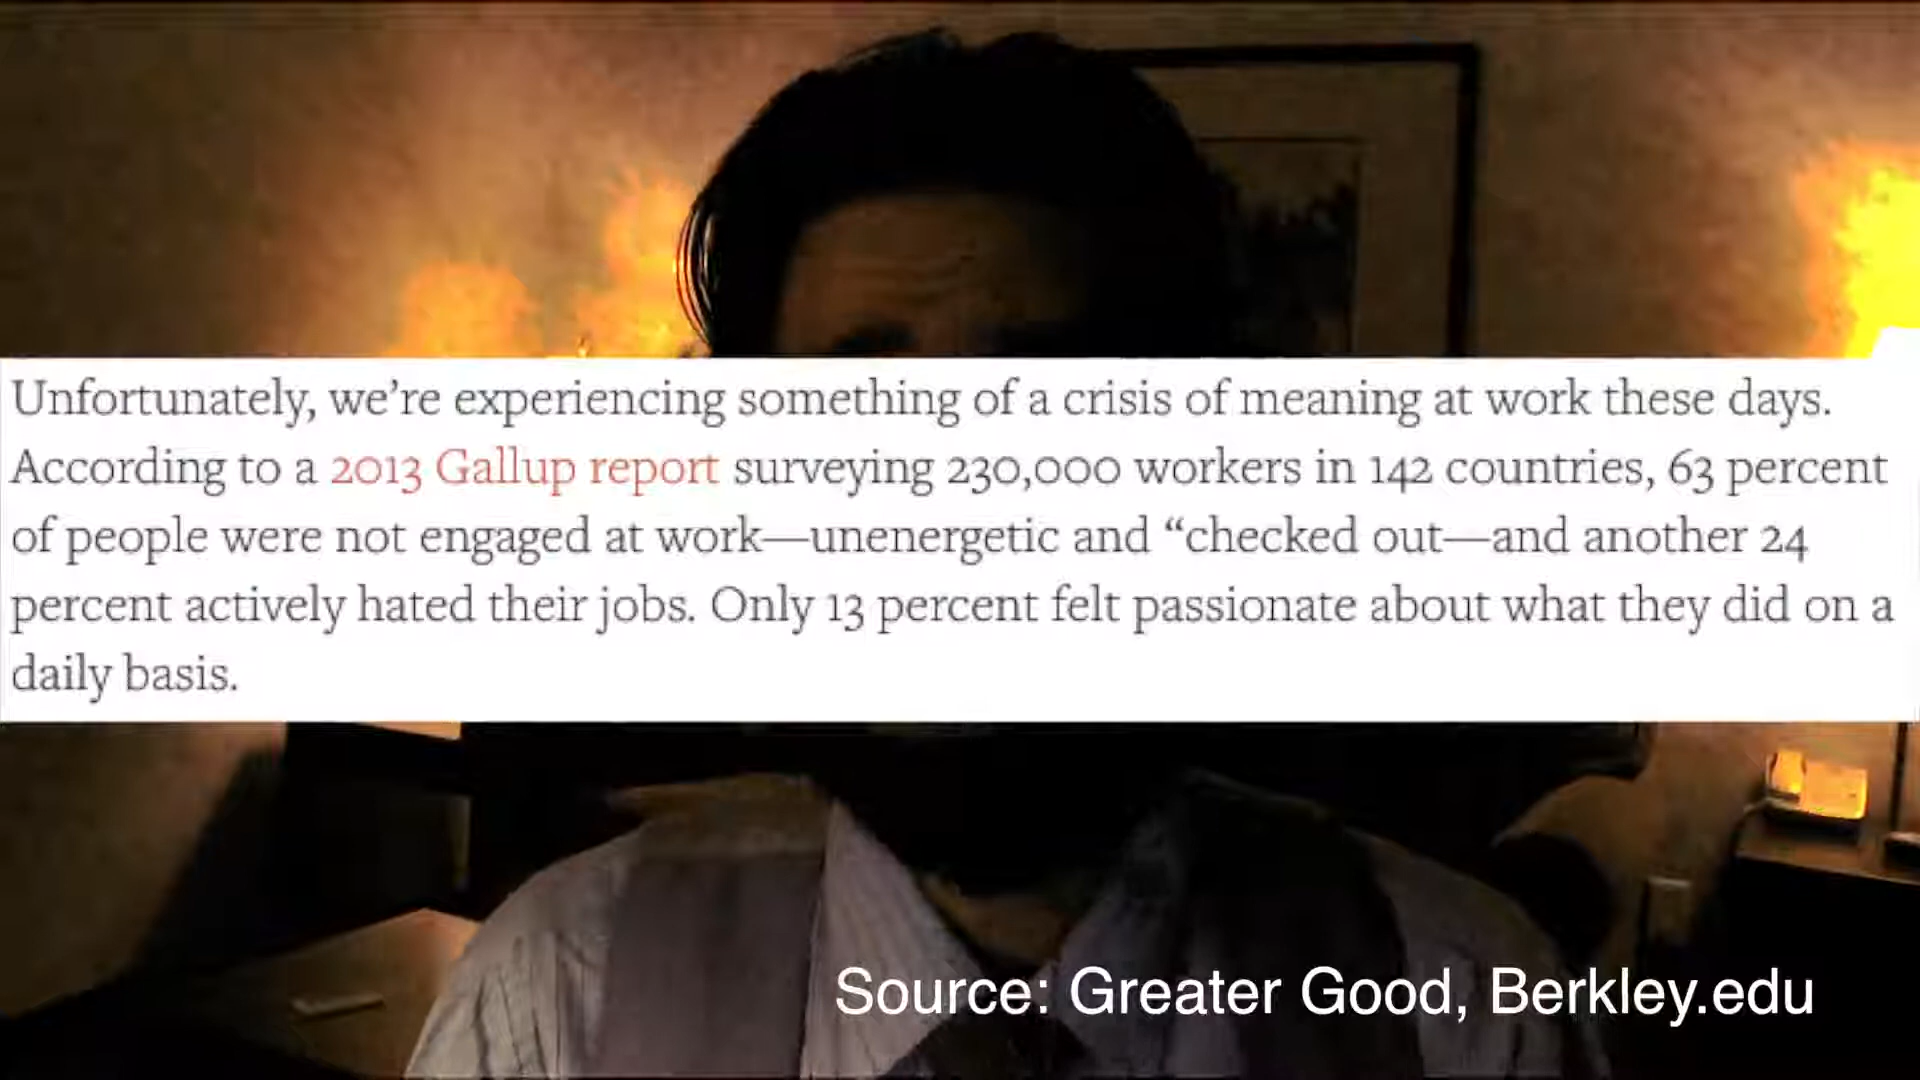 Unfortunately, we’re experiencing something of a crisis of meaning at work these days.
According to a 2013 Gallup report surveying 230,000 workers in 142 countries, 63 percent
of people were not engaged at work—unenergetic and “checked out—and another 24
percent actively hated their jobs. Only 13 percent felt passionate about what they did on a
daily basis.
Source: Greater Good, Berkley.edu